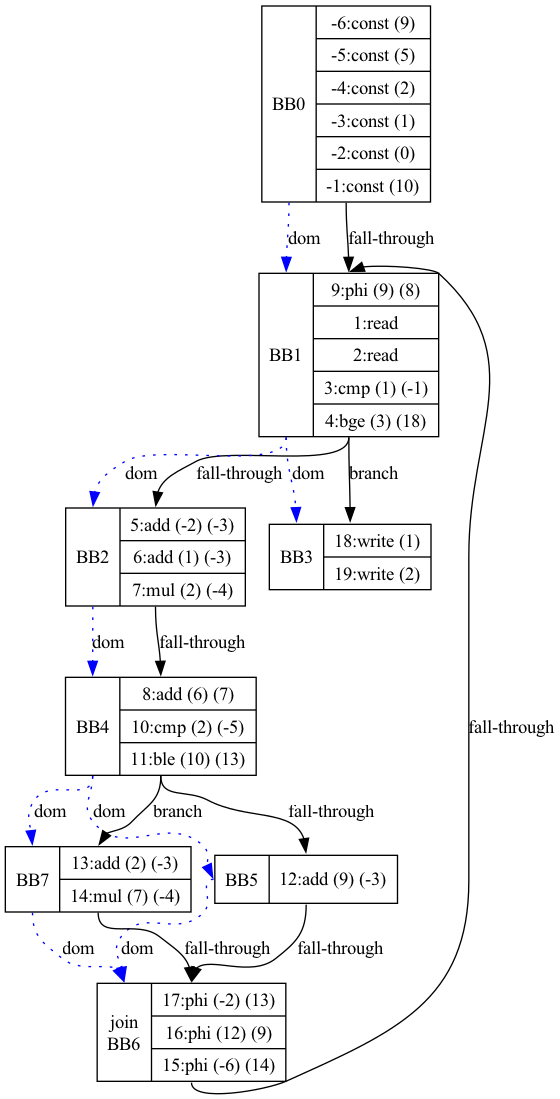 BB0
-6:const (9)
-5:const (5)
-4:const (2)
-3:const (1)
-2:const (0)
-1:const (10)
dom
fall-through
BB1
9:phi (9) (8)
1:read
2:read
3:cmp (1) (-1)
4:bge (3) (18)
dom
fall-through
dom
branch
BB2
5:add (-2) (-3)
6:add (1) (-3)
7:mul (2) (-4)
BB3
18:write (1)
19:write (2)
dom
fall-through
BB4
8:add (6) (7)
10:cmp (2) (-5)
11:ble (10) (13)
fall-through
dom
dom
branch
fall-through
BB7
13:add (2) (-3)
14:mul (7) (-4)
BB5
12:add (9) (-3)
dom
dom
fall-through
fall-through
join
BB6
17:phi (-2) (13)
16:phi (12) (9)
15:phi (-6) (14)